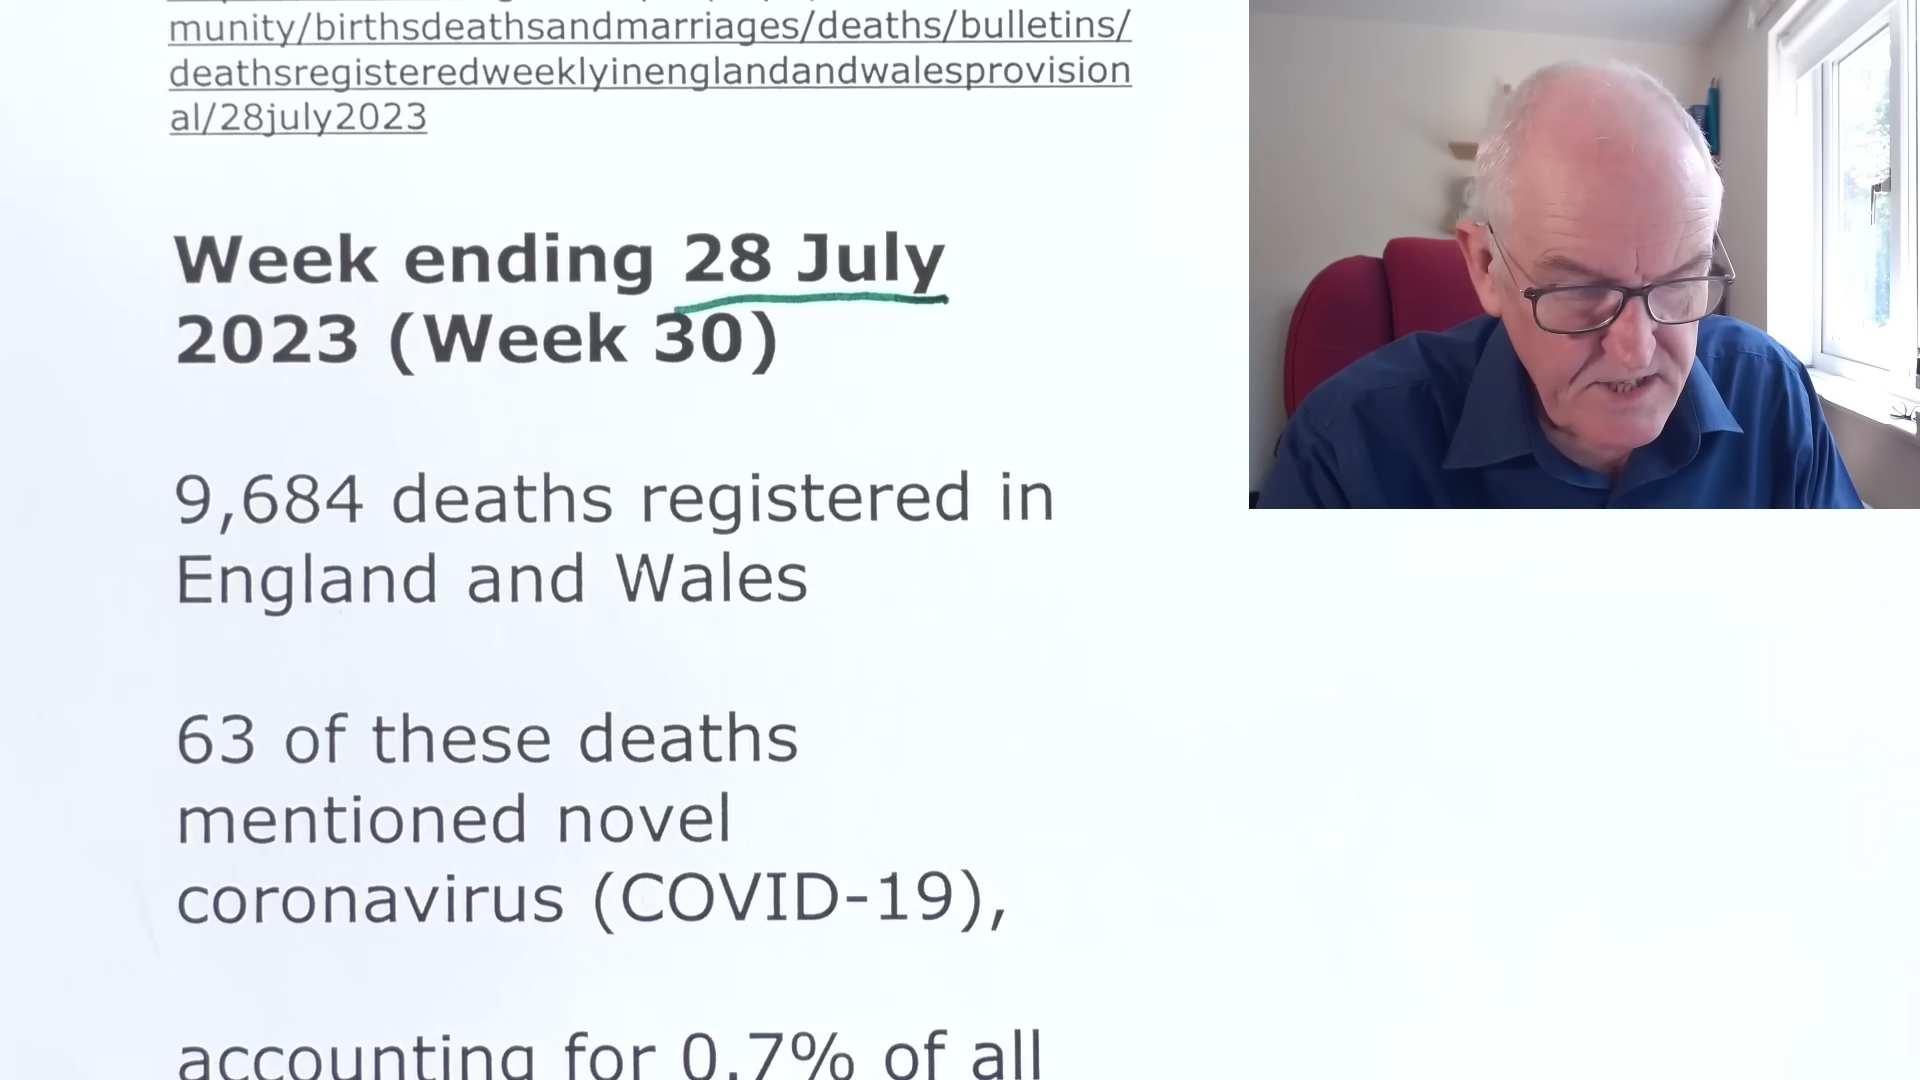 munity/birthsdeathsandmarriages/deaths/bulletins/
deathsregisteredweeklyinenglandandwalesprovision
al/28july2023
Week ending 28 July
2023 (Week 30)
9,684 deaths registered in
England and Wales
63 of these deaths
mentioned novel
coronavirus (COVID-19),
accounting for 0.7% of all